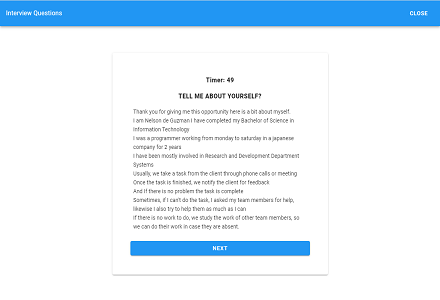 Interview Questions
CLOSE
Timer: 49
TELL ME ABOUT YOURSELF?
Thank you for giving me this opportunity here is a bit about myself.
I am Nelson de Guzman I have completed my Bachelor of Science in
Information Technology
I was a programmer working from monday to saturday in a japanese
company for 2 years
I have been mostly involved in Research and Development Department
Systems
Usually, we take a task from the client through phone calls or meeting
Once the task is finished, we notify the client for feedback
And if there is no problem the task is complete
Sometimes, if I can't do the task, I asked my team members for help,
likewise I also try to help them as much as I can
If there is no work to do, we study the work of other team members, so
we can do their work in case they are absent.
NEXT